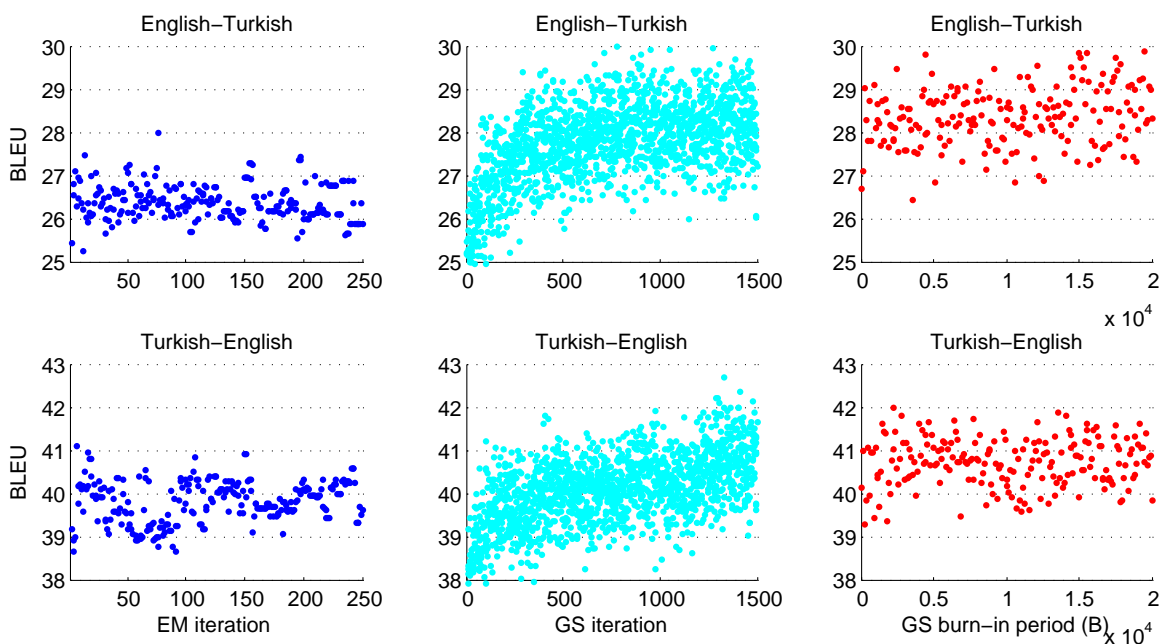 English−Turkish
30
29
28
27
26
25
BLEU
50 100 150 200 250
English−Turkish
30
29
28
27
26
25
0 500 1000 1500
English−Turkish
30
29
28
27
26
25
0 0.5 1 1.5 2
x 10^4
Turkish−English
43
42
41
40
39
38
BLEU
50 100 150 200 250
EM iteration
Turkish−English
43
42
41
40
39
38
0 500 1000 1500
GS iteration
Turkish−English
43
42
41
40
39
38
0 0.5 1 1.5 2
GS burn−in period (B)
x 10^4